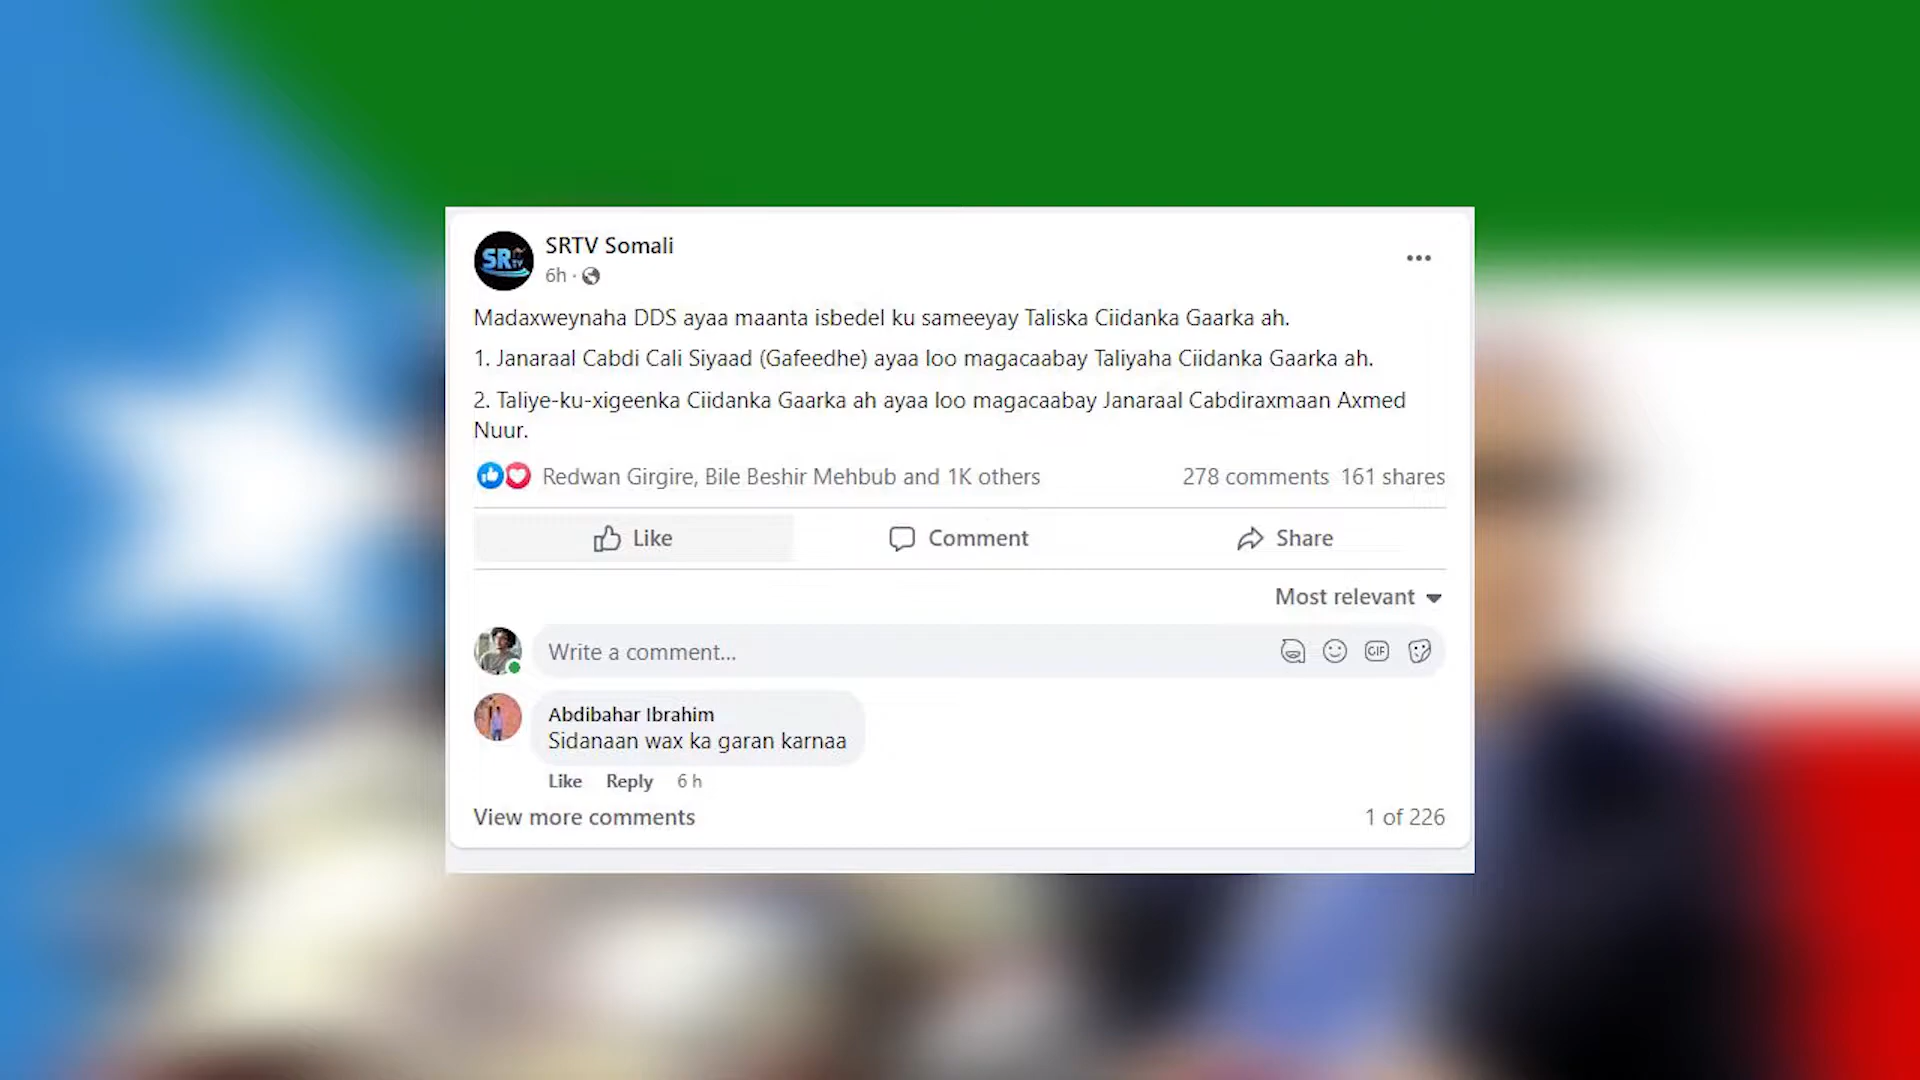 SRTV
SRTV Somali
6h ·
Madaxweynaha DDS ayaa maanta isbedel ku sameeyay Taliska Ciidanka Gaarka ah.
1. Janaraal Cabdi Cali Siyaad (Gafeedhe) ayaa loo magacaabay Taliyaha Ciidanka Gaarka ah.
2. Taliye-ku-xigeenka Ciidanka Gaarka ah ayaa loo magacaabay Janaraal Cabdiraxmaan Axmed
Nuur.
Redwan Girgire, Bile Beshir Mehbub and 1K others 278 comments 161 shares
Like Comment Share
Most relevant
Write a comment... GIF
Abdibahar Ibrahim
Sidanaan wax ka garan karnaa
Like Reply 6 h
View more comments 1 of 226